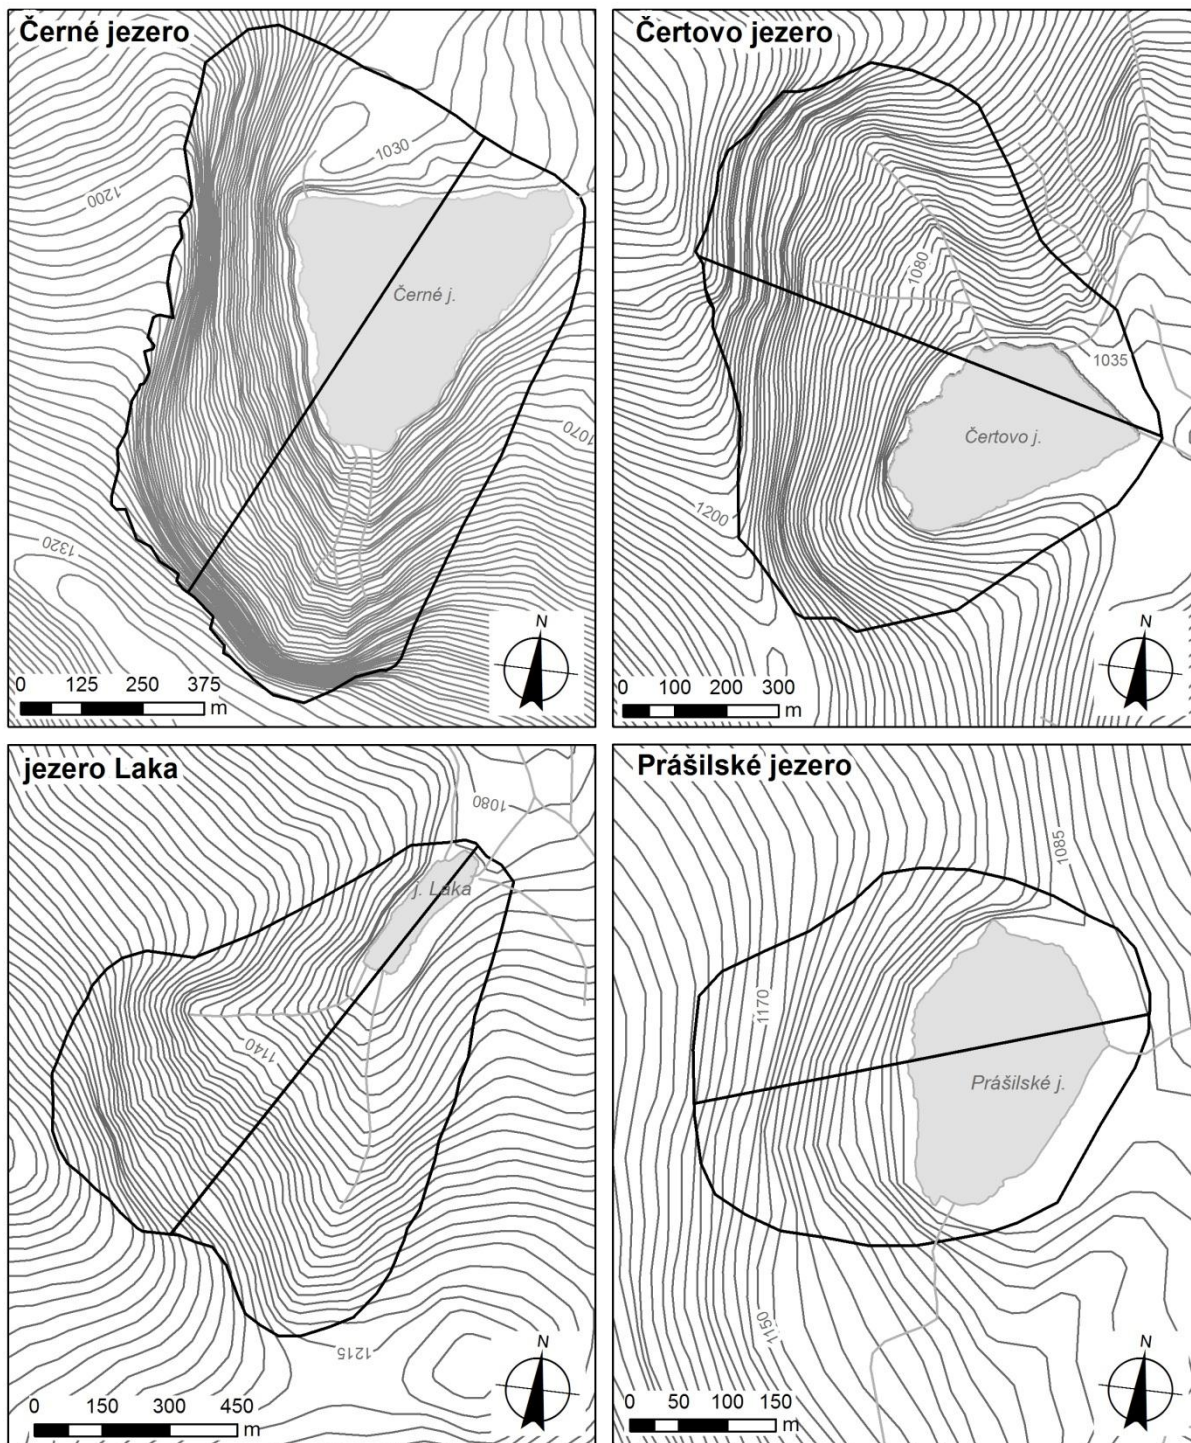 Černé jezero
1030
1200
Černé j.
1070
1320
N
0 125 250 375
m
Čertovo jezero
1080
1035
Čertovo j.
1200
N
0 100 200 300
m
jezero Laka
1080
j. Laka
1140
1215
N
0 150 300 450
m
Prášilské jezero
1085
1170
Prášilské j.
1150
N
0 50 100 150
m